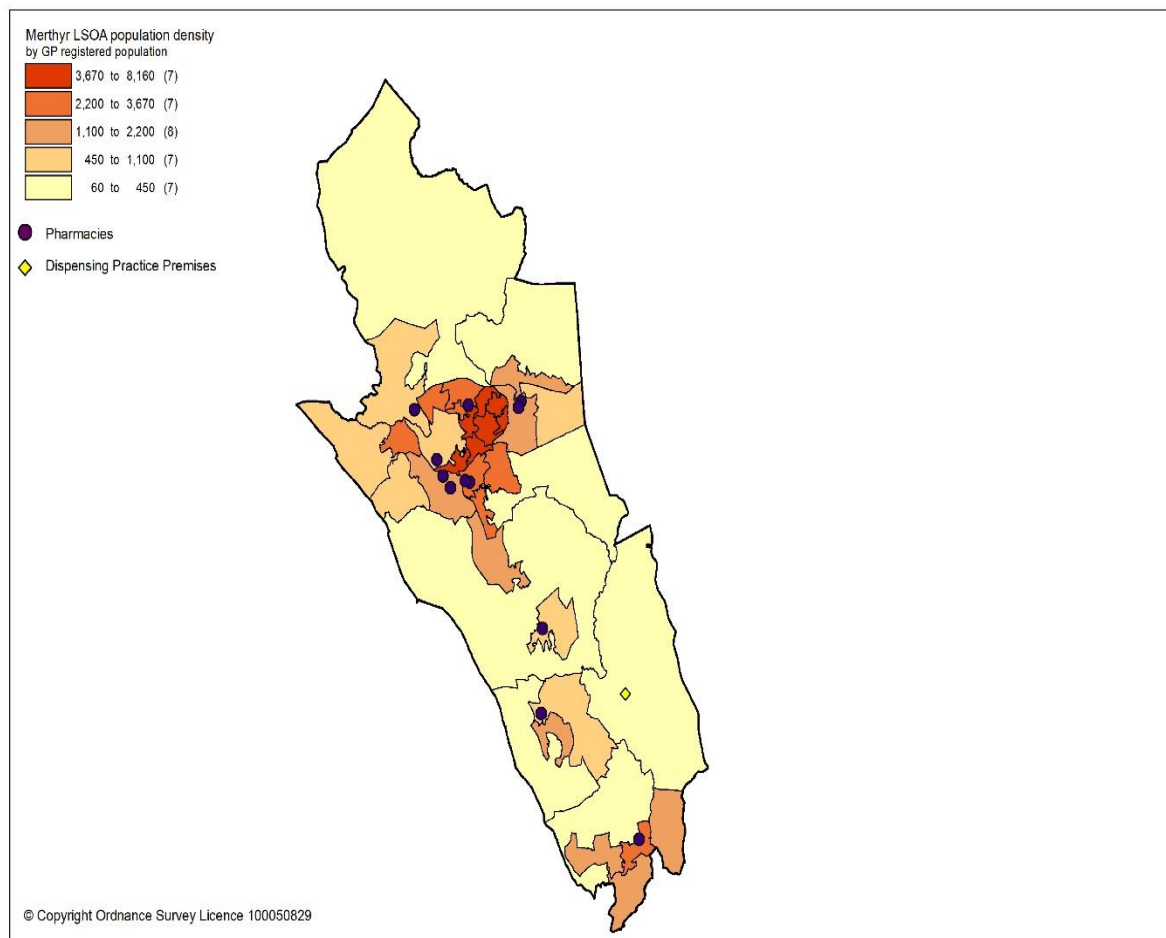 Merthyr LSOA population density
by GP registered population
3,670 to 8,160 (7)
2,200 to 3,670 (7)
1,100 to 2,200 (8)
450 to 1,100 (7)
60 to 450 (7)
Pharmacies
Dispensing Practice Premises
© Copyright Ordnance Survey Licence 100050829